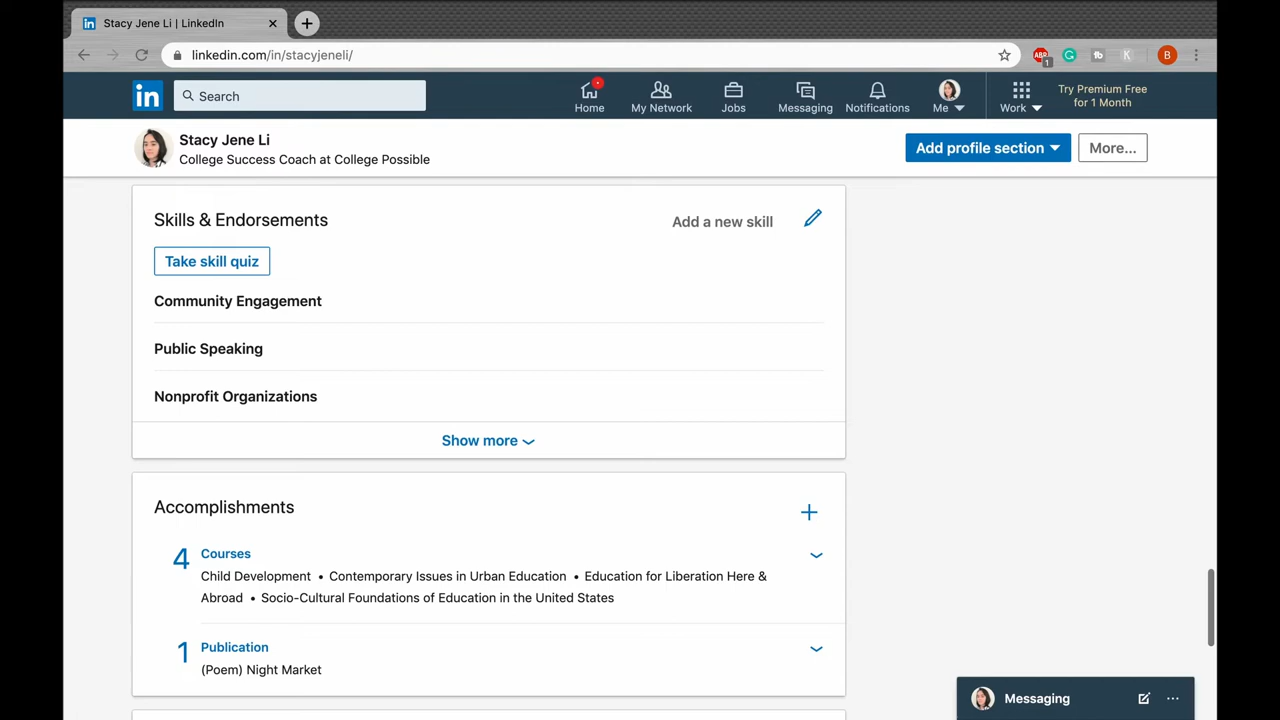 Stacy Jene Li | LinkedIn
linkedin.com/in/stacyjeneli/
ABP
1
B
in
Search
Home
My Network
Jobs
Messaging
Notifications
Me
Work
Try Premium Free
for 1 Month
Stacy Jene Li
College Success Coach at College Possible
Add profile section
More...
Skills & Endorsements
Add a new skill
Take skill quiz
Community Engagement
Public Speaking
Nonprofit Organizations
Show more
Accomplishments
4 Courses
Child Development • Contemporary Issues in Urban Education • Education for Liberation Here &
Abroad • Socio-Cultural Foundations of Education in the United States
1 Publication
(Poem) Night Market
Messaging